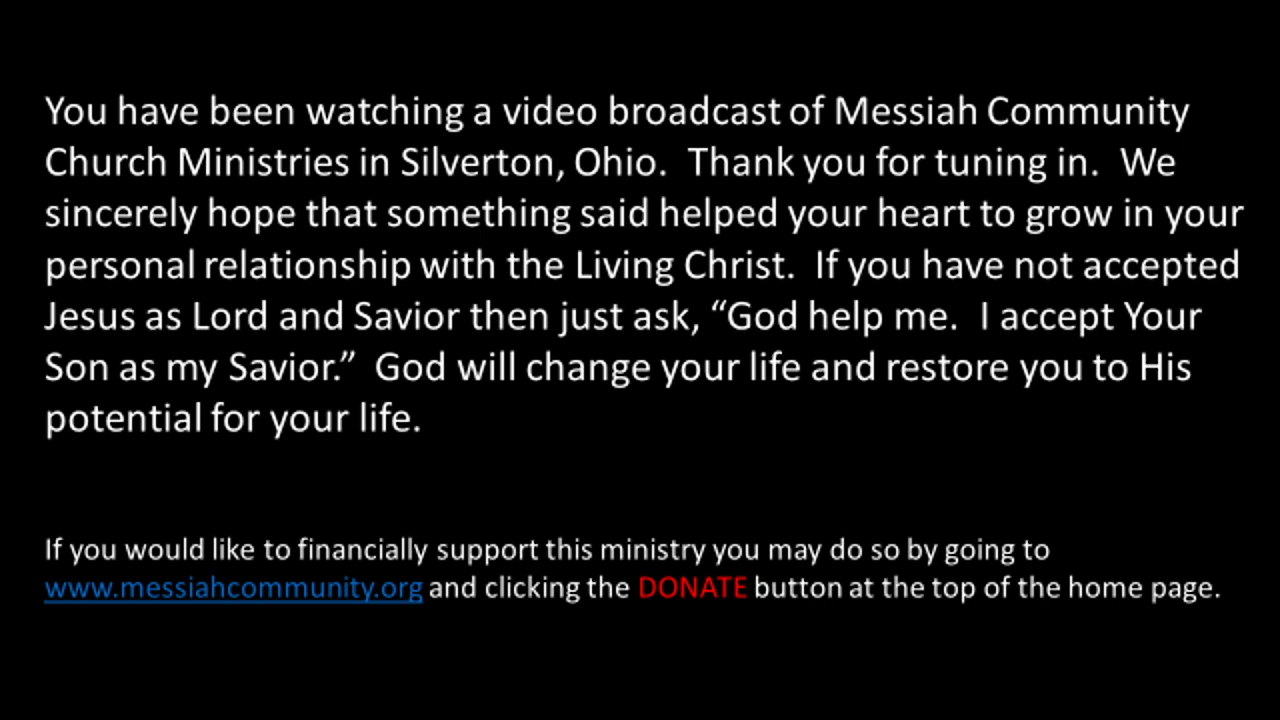 You have been watching a video broadcast of Messiah Community
Church Ministries in Silverton, Ohio.  Thank you for tuning in.  We
sincerely hope that something said helped your heart to grow in your
personal relationship with the Living Christ.  If you have not accepted
Jesus as Lord and Savior then just ask, “God help me.  I accept Your
Son as my Savior.”  God will change your life and restore you to His
potential for your life.
If you would like to financially support this ministry you may do so by going to
www.messiahcommunity.org and clicking the DONATE button at the top of the home page.